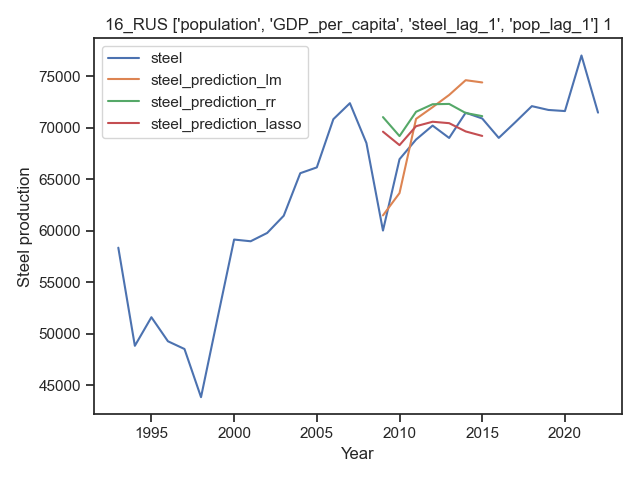 16_RUS ['population', 'GDP_per_capita', 'steel_lag_1', 'pop_lag_1'] 1
steel
steel_prediction_lm
steel_prediction_rr
steel_prediction_lasso
75000
70000
65000
60000
55000
50000
45000
Steel production
1995
2000
2005
2010
2015
2020
Year